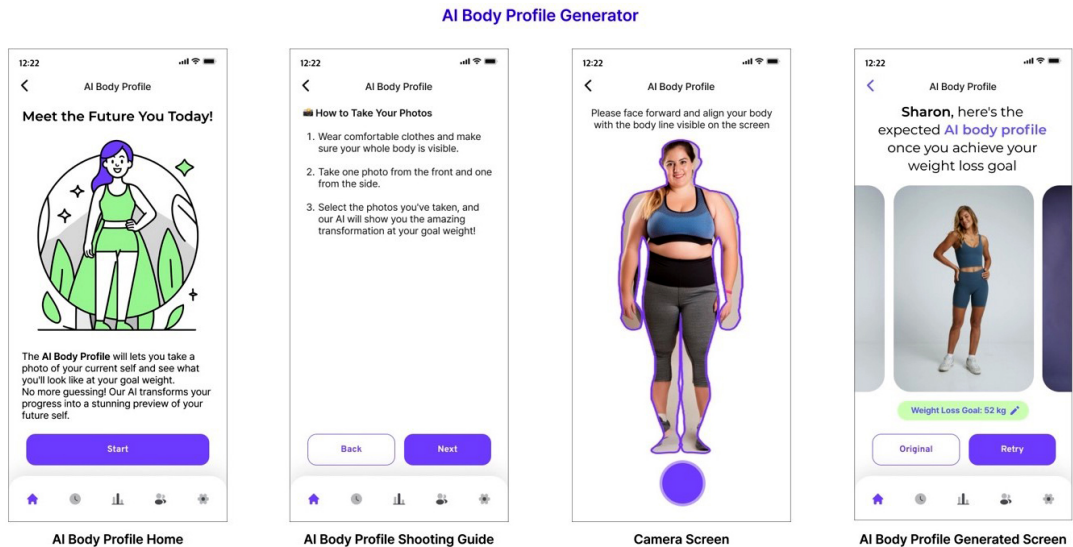 AI Body Profile Generator
12:22
AI Body Profile
Meet the Future You Today!
The AI Body Profile will lets you take a
photo of your current self and see what
you'll look like at your goal weight.
No more guessing! Our AI transforms your
progress into a stunning preview of your
future self.
Start
AI Body Profile Home
12:22
AI Body Profile
How to Take Your Photos
1. Wear comfortable clothes and make
sure your whole body is visible.
2. Take one photo from the front and one
from the side.
3. Select the photos you've taken, and
our AI will show you the amazing
transformation at your goal weight!
Back
Next
AI Body Profile Shooting Guide
12:22
AI Body Profile
Please face forward and align your body
with the body line visible on the screen
Camera Screen
12:22
AI Body Profile
Sharon, here's the
expected AI body profile
once you achieve your
weight loss goal
Weight Loss Goal: 52 kg
Original
Retry
AI Body Profile Generated Screen